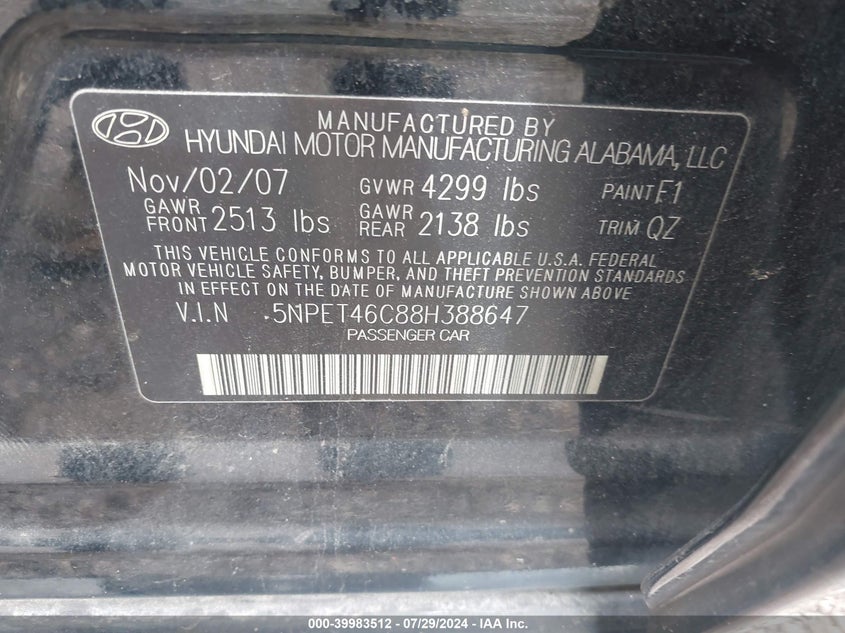 MANUFACTURED BY
HYUNDAI MOTOR MANUFACTURING ALABAMA, LLC
Nov/02/07 GVWR 4299 lbs PAINT F1
GAWR FRONT 2513 lbs GAWR REAR 2138 lbs TRIM QZ
THIS VEHICLE CONFORMS TO ALL APPLICABLE U.S.A. FEDERAL
MOTOR VEHICLE SAFETY, BUMPER, AND THEFT PREVENTION STANDARDS
IN EFFECT ON THE DATE OF MANUFACTURE SHOWN ABOVE
V.I.N 5NPET46C88H388647
PASSENGER CAR
000-39983512 - 07/29/2024 - IAA Inc.